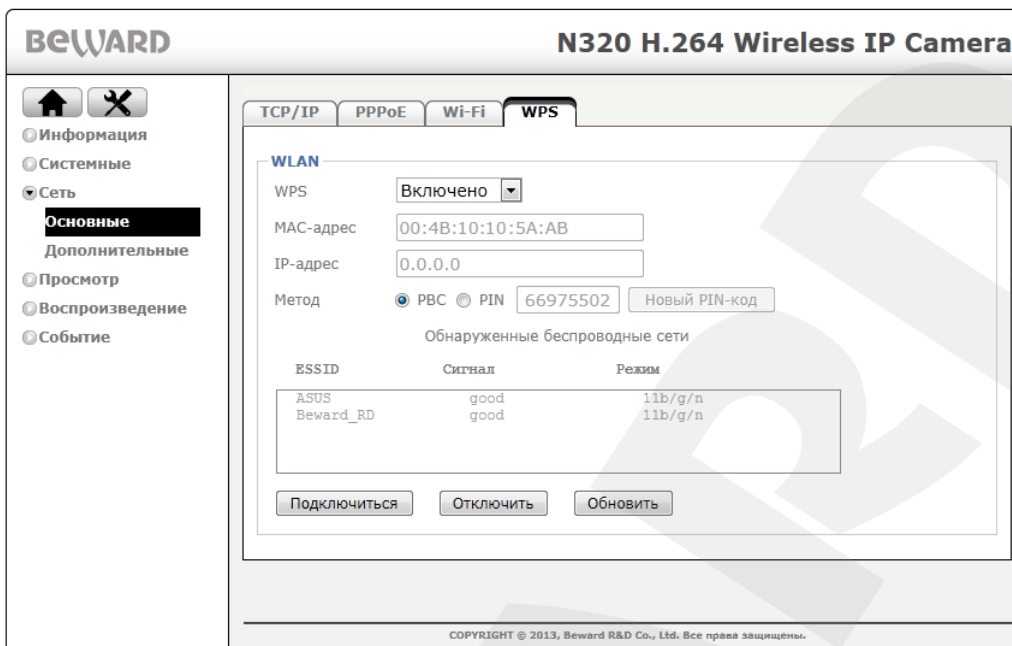 BEWARD
N320 H.264 Wireless IP Camera
Информация
Системные
Сеть
Основные
Дополнительные
Просмотр
Воспроизведение
Событие
TCP/IP PPPoE Wi-Fi WPS
WLAN
WPS Включено
MAC-адрес 00:4B:10:10:5A:AB
IP-адрес 0.0.0.0
Метод PBC PIN 66975502 Новый PIN-код
Обнаруженные беспроводные сети
ESSID Сигнал Режим
ASUS good 11b/g/n
Beward_RD good 11b/g/n
Подключиться Отключить Обновить
COPYRIGHT © 2013, Beward R&D Co., Ltd. Все права защищены.